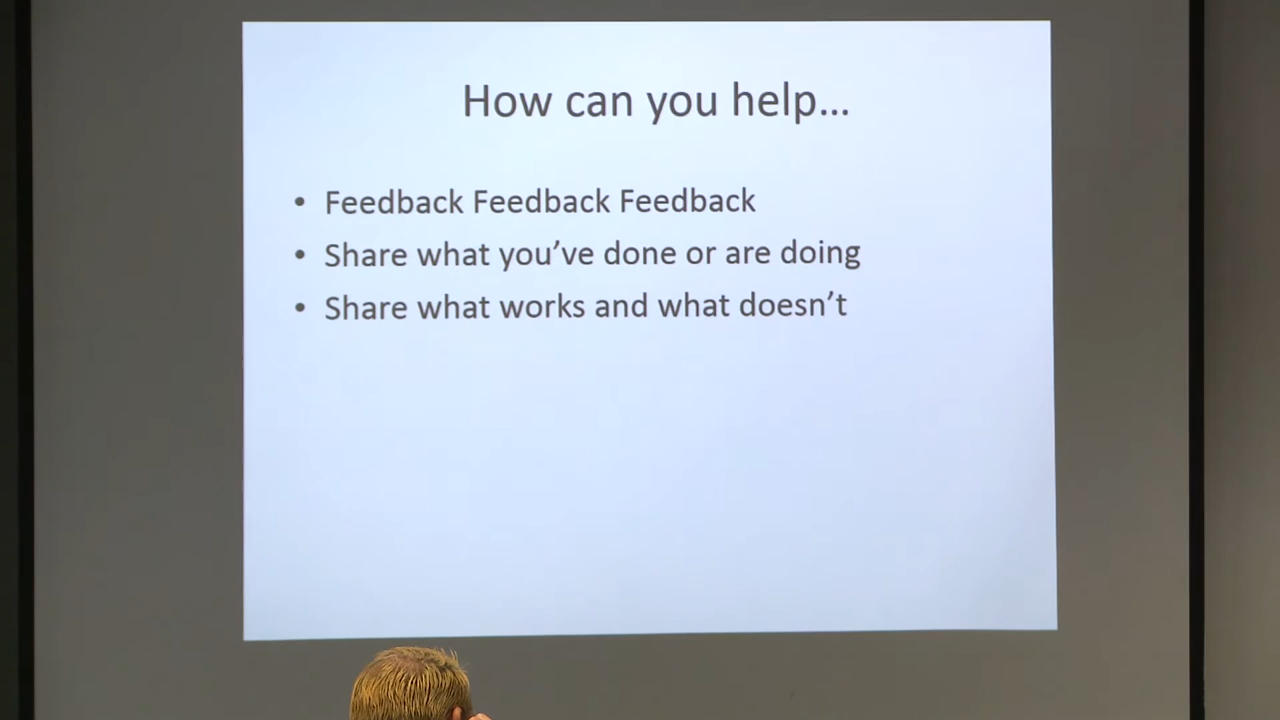 How can you help...
• Feedback Feedback Feedback
• Share what you’ve done or are doing
• Share what works and what doesn’t